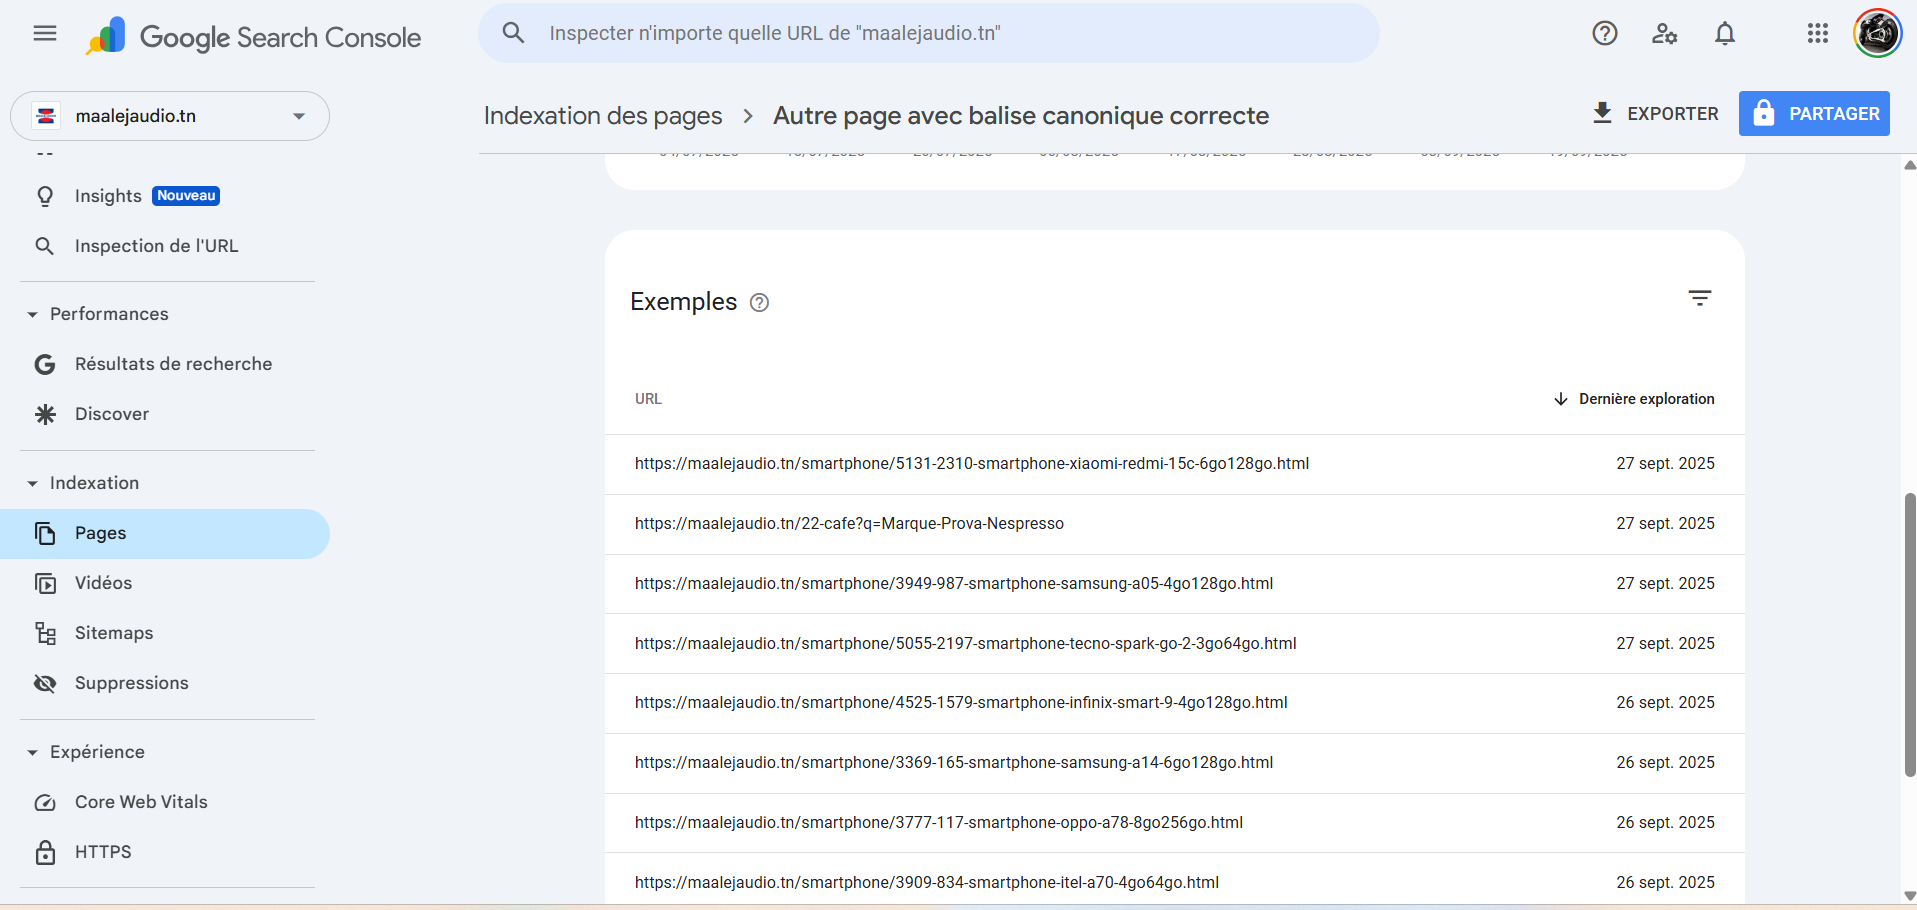 Google Search Console
Inspecter n'importe quelle URL de "maalejaudio.tn"
maalejaudio.tn
Indexation des pages > Autre page avec balise canonique correcte
EXPORTER
PARTAGER
Insights Nouveau
Inspection de l'URL
Performances
Résultats de recherche
Discover
Indexation
Pages
Vidéos
Sitemaps
Suppressions
Expérience
Core Web Vitals
HTTPS
Exemples
URL Dernière exploration
https://maalejaudio.tn/smartphone/5131-2310-smartphone-xiaomi-redmi-15c-6go128go.html 27 sept. 2025
https://maalejaudio.tn/22-cafe?q=Marque-Prova-Nespresso 27 sept. 2025
https://maalejaudio.tn/smartphone/3949-987-smartphone-samsung-a05-4go128go.html 27 sept. 2025
https://maalejaudio.tn/smartphone/5055-2197-smartphone-tecno-spark-go-2-3go64go.html 27 sept. 2025
https://maalejaudio.tn/smartphone/4525-1579-smartphone-infinix-smart-9-4go128go.html 26 sept. 2025
https://maalejaudio.tn/smartphone/3369-165-smartphone-samsung-a14-6go128go.html 26 sept. 2025
https://maalejaudio.tn/smartphone/3777-117-smartphone-oppo-a78-8go256go.html 26 sept. 2025
https://maalejaudio.tn/smartphone/3909-834-smartphone-itel-a70-4go64go.html 26 sept. 2025